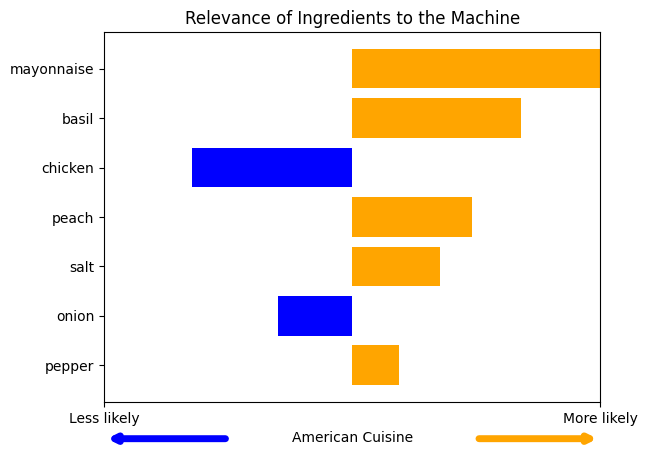 Relevance of Ingredients to the Machine
mayonnaise
basil
chicken
peach
salt
onion
pepper
Less likely
More likely
American Cuisine